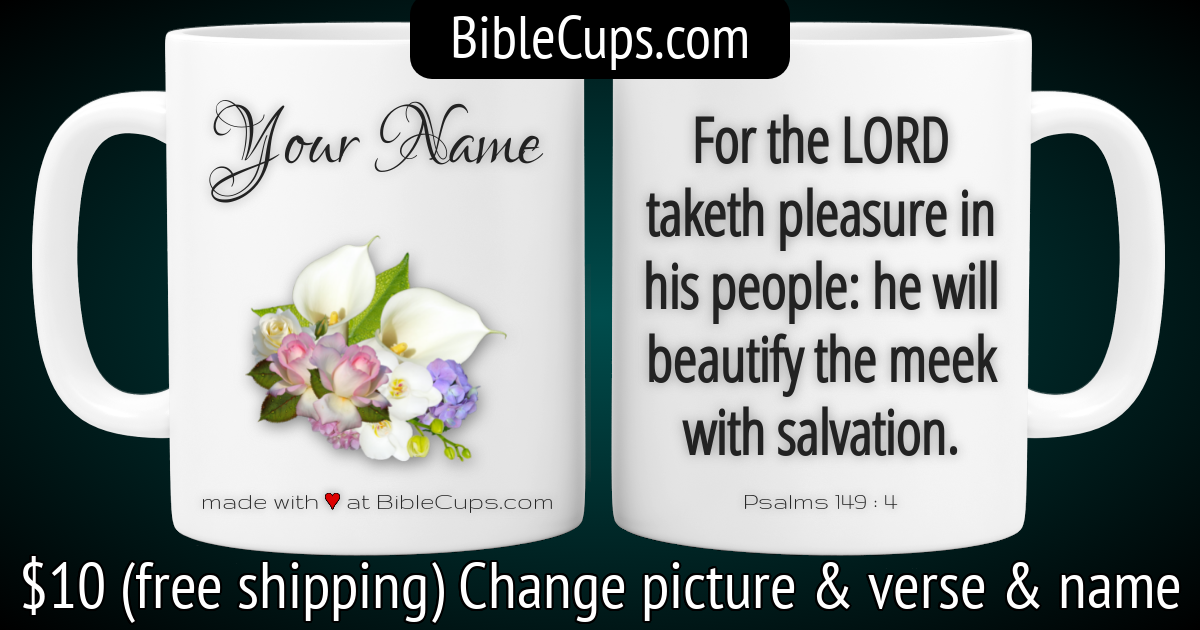 BibleCups.com
Your Name
made with ♥ at BibleCups.com
For the LORD
taketh pleasure in
his people: he will
beautify the meek
with salvation.
Psalms 149 : 4
$10 (free shipping) Change picture & verse & name